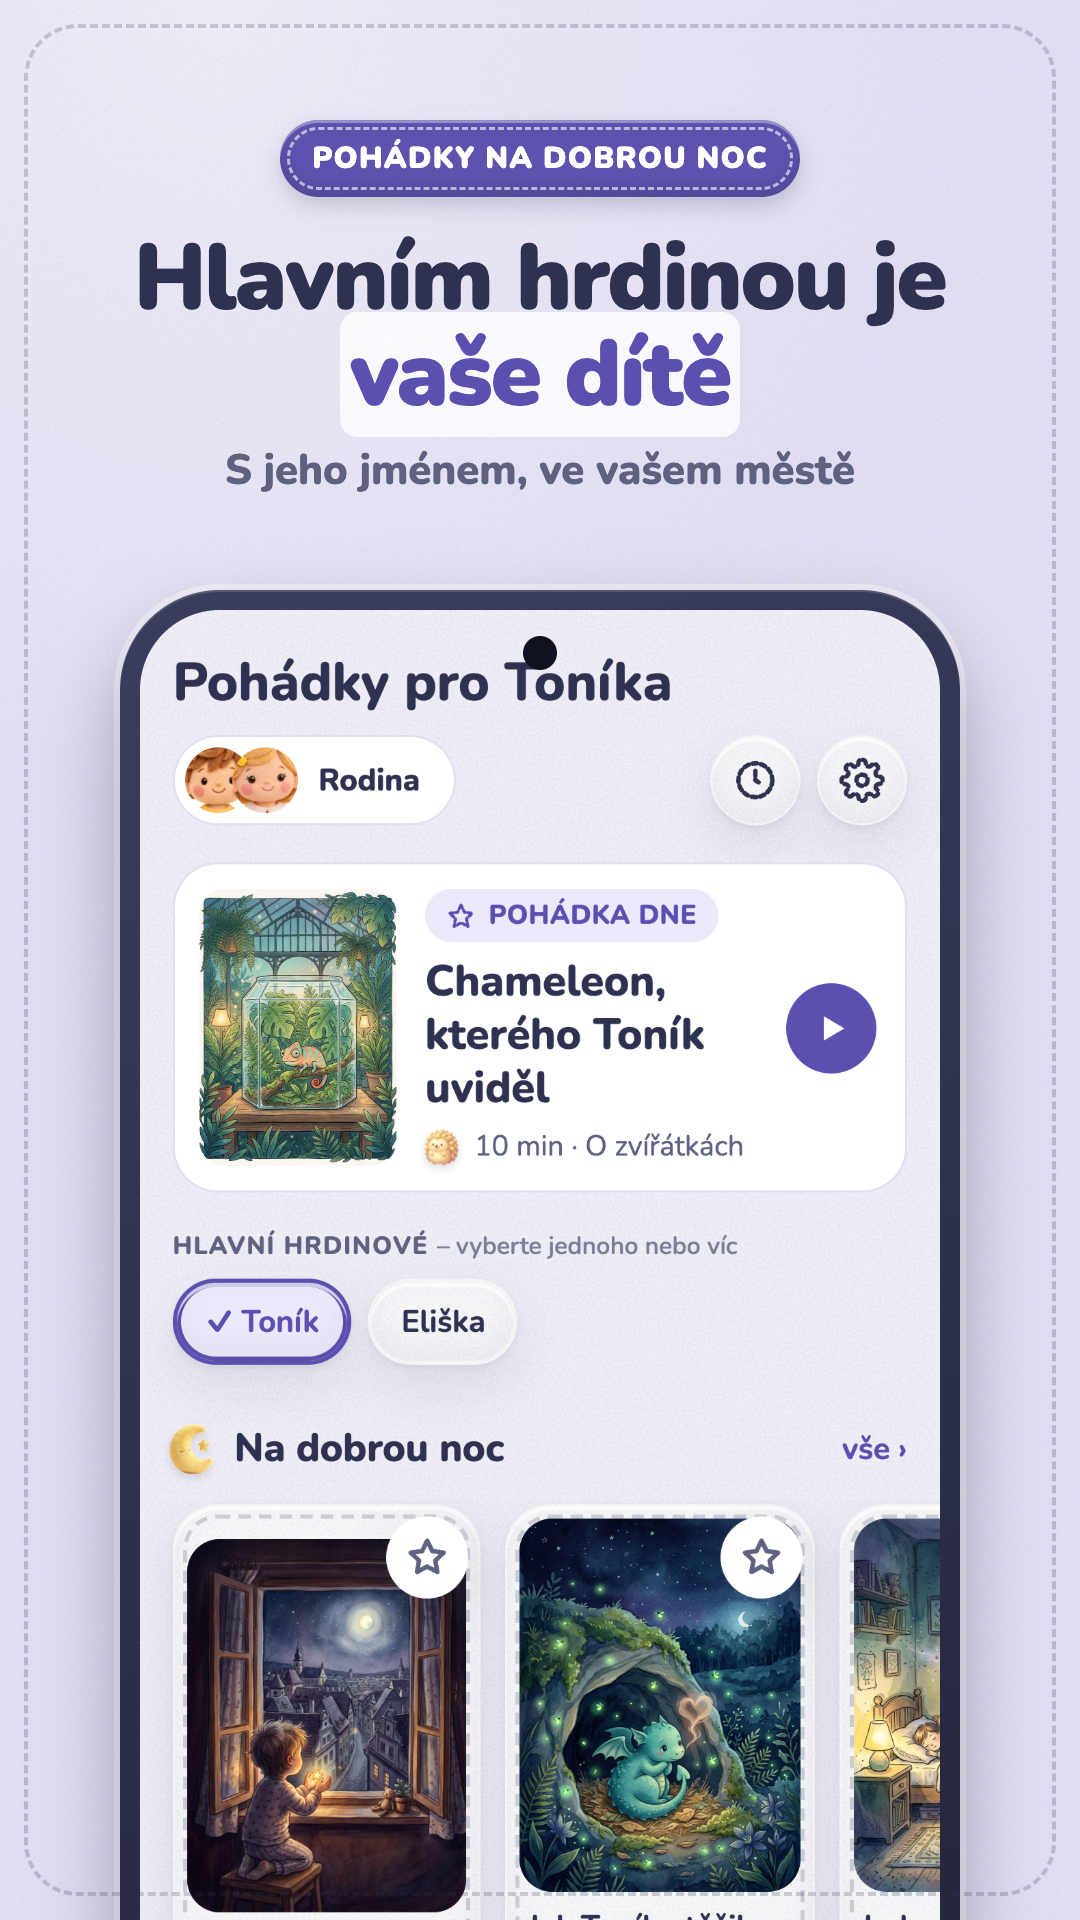 POHÁDKY NA DOBROU NOC
Hlavním hrdinou je
vaše dítě
S jeho jménem, ve vašem městě
Pohádky pro Toníka
Rodina
POHÁDKA DNE
Chameleon,
kterého Toník
uviděl
10 min · O zvířátkách
HLAVNÍ HRDINOVÉ – vyberte jednoho nebo víc
✓ Toník
Eliška
Na dobrou noc
vše ›